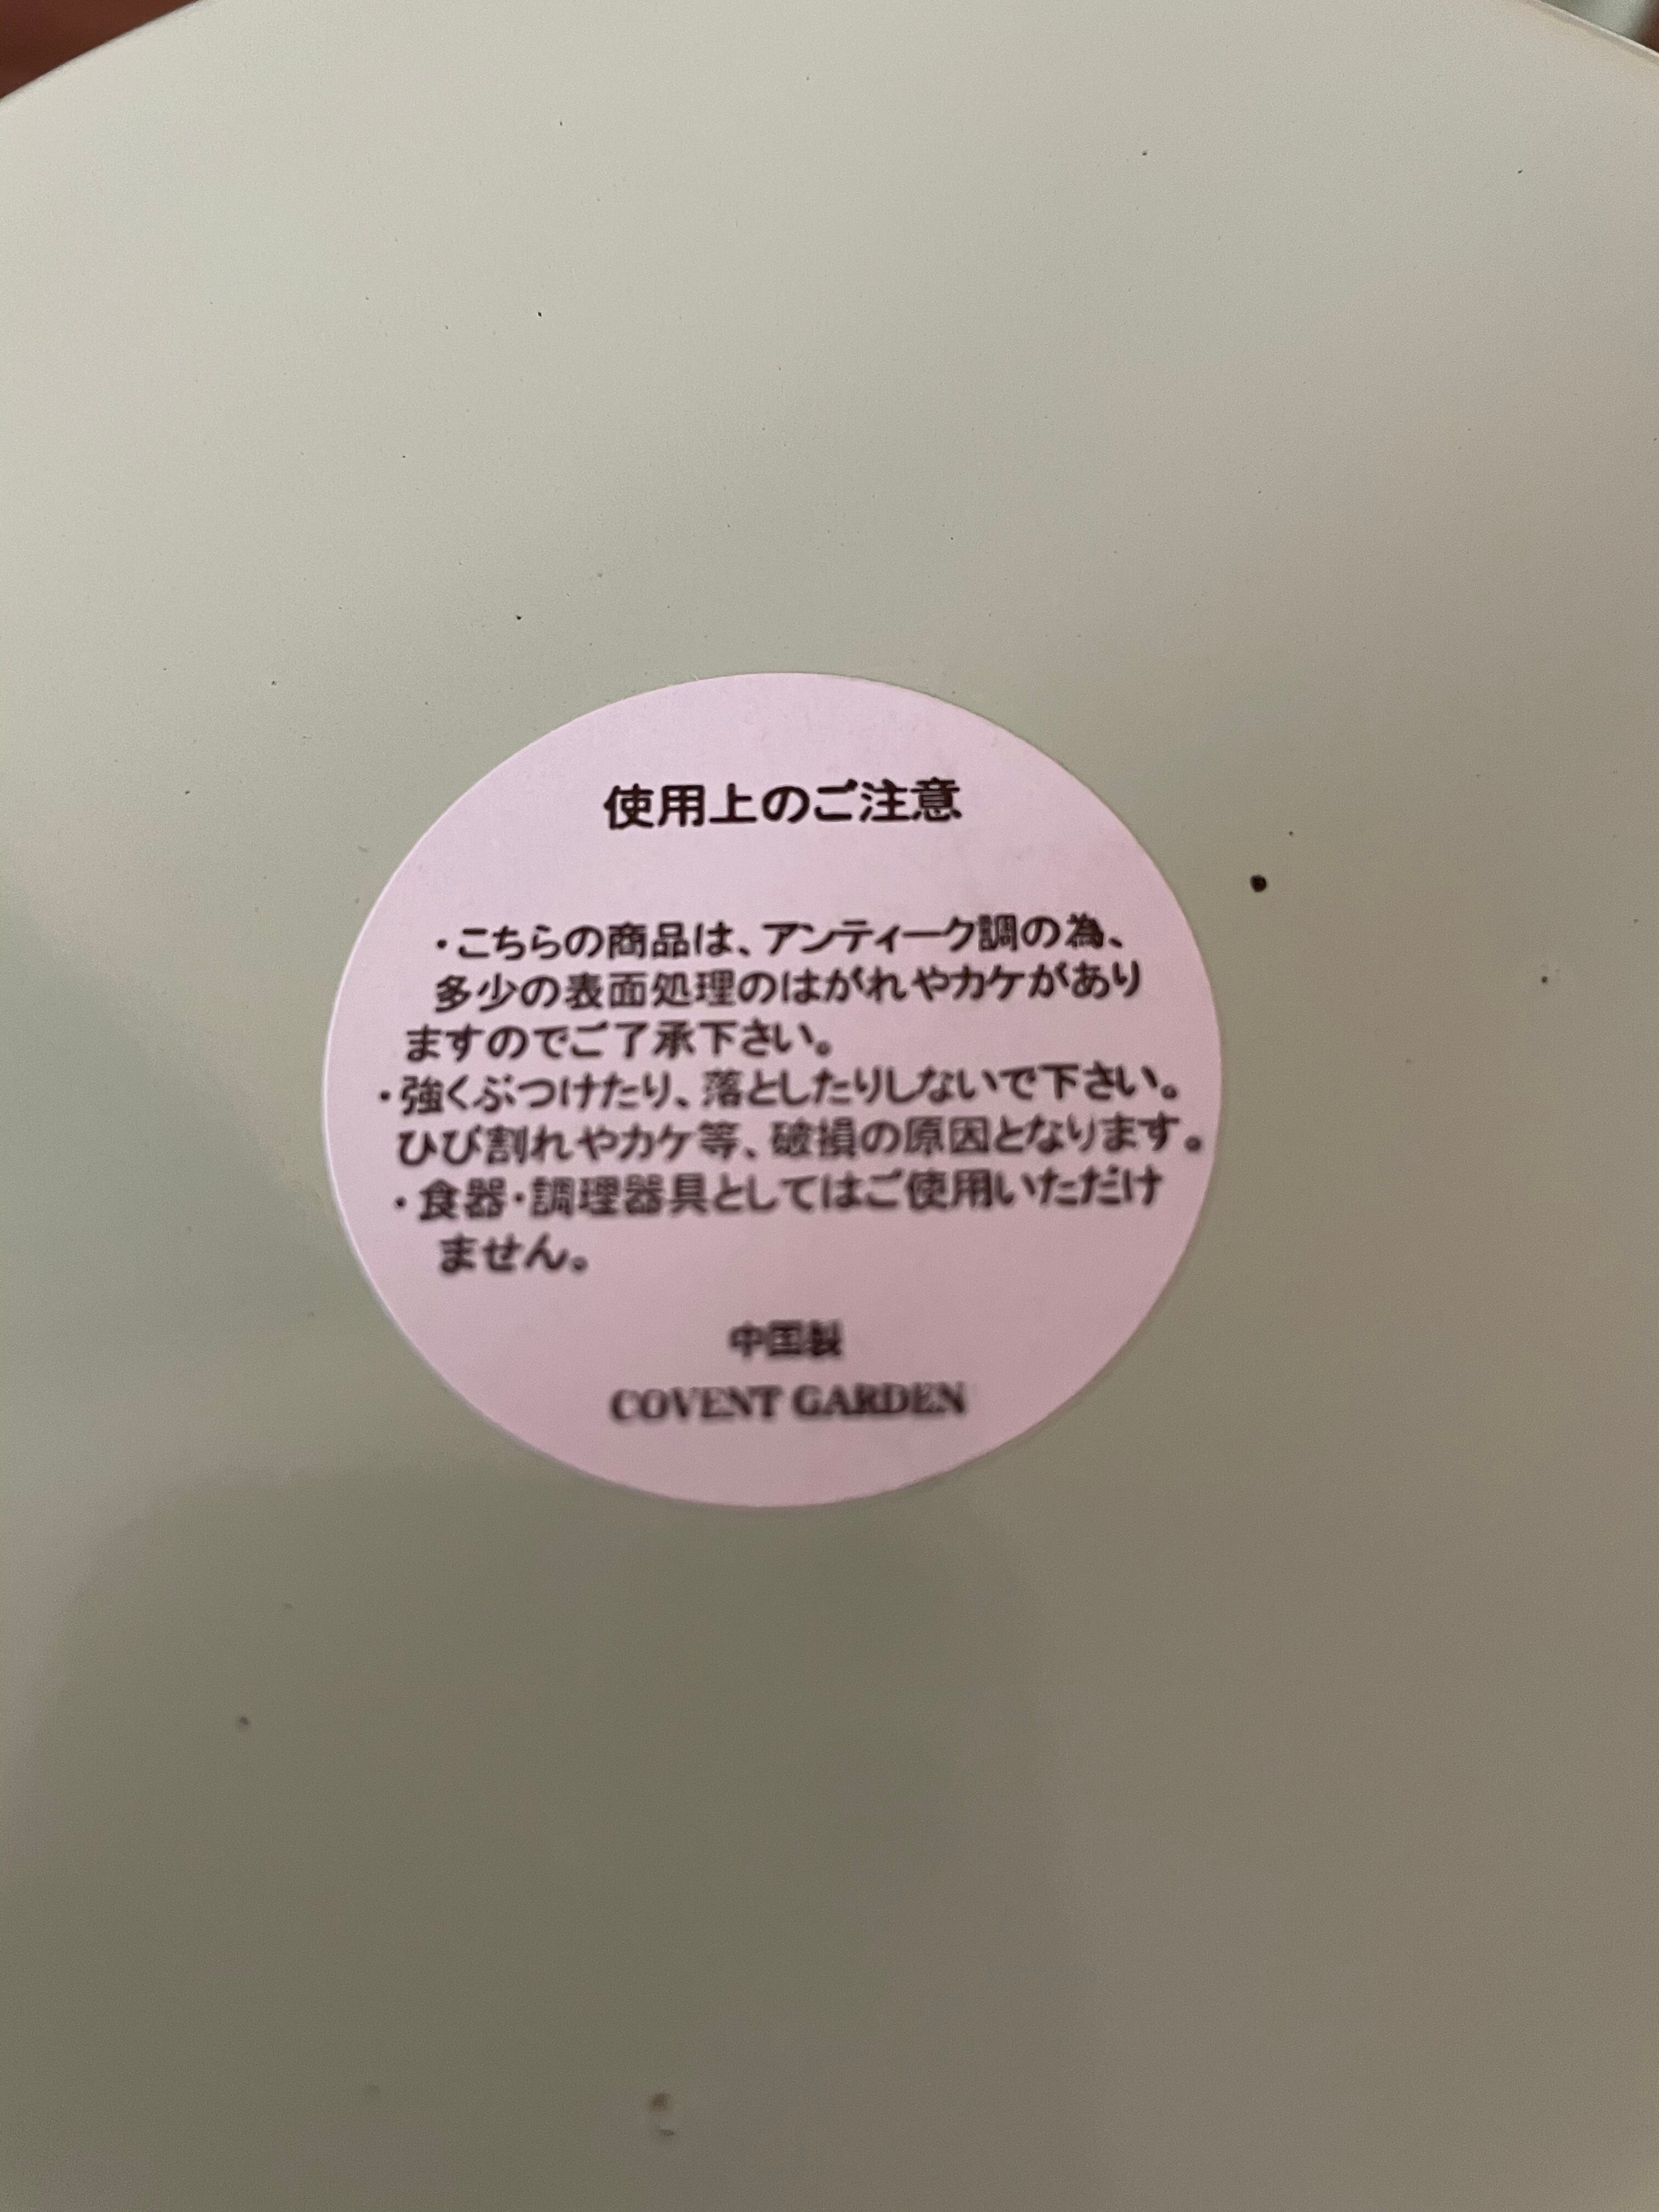 使用上のご注意
・こちらの商品は、アンティーク調の為、
多少の表面処理のはがれやカケがあり
ますのでご了承下さい。
・強くぶつけたり、落としたりしないで下さい。
ひび割れやカケ等、破損の原因となります。
・食器・調理器具としてはご使用いただけ
ません。
中国製
COVENT GARDEN